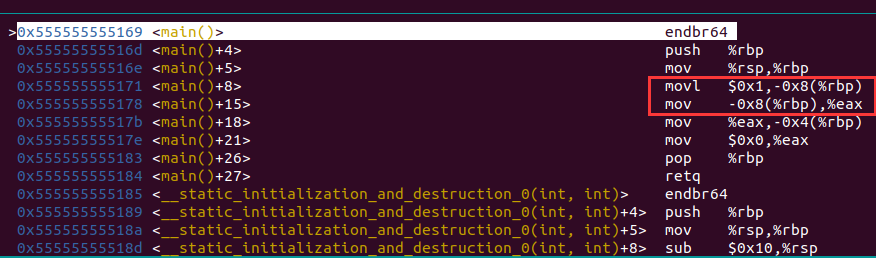 >0x555555555169 <main()> endbr64
0x55555555516d <main()+4> push %rbp
0x55555555516e <main()+5> mov %rsp,%rbp
0x555555555171 <main()+8> movl $0x1,-0x8(%rbp)
0x555555555178 <main()+15> mov -0x8(%rbp),%eax
0x55555555517b <main()+18> mov %eax,-0x4(%rbp)
0x55555555517e <main()+21> mov $0x0,%eax
0x555555555183 <main()+26> pop %rbp
0x555555555184 <main()+27> retq
0x555555555185 <__static_initialization_and_destruction_0(int, int)> endbr64
0x555555555189 <__static_initialization_and_destruction_0(int, int)+4> push %rbp
0x55555555518a <__static_initialization_and_destruction_0(int, int)+5> mov %rsp,%rbp
0x55555555518d <__static_initialization_and_destruction_0(int, int)+8> sub $0x10,%rsp